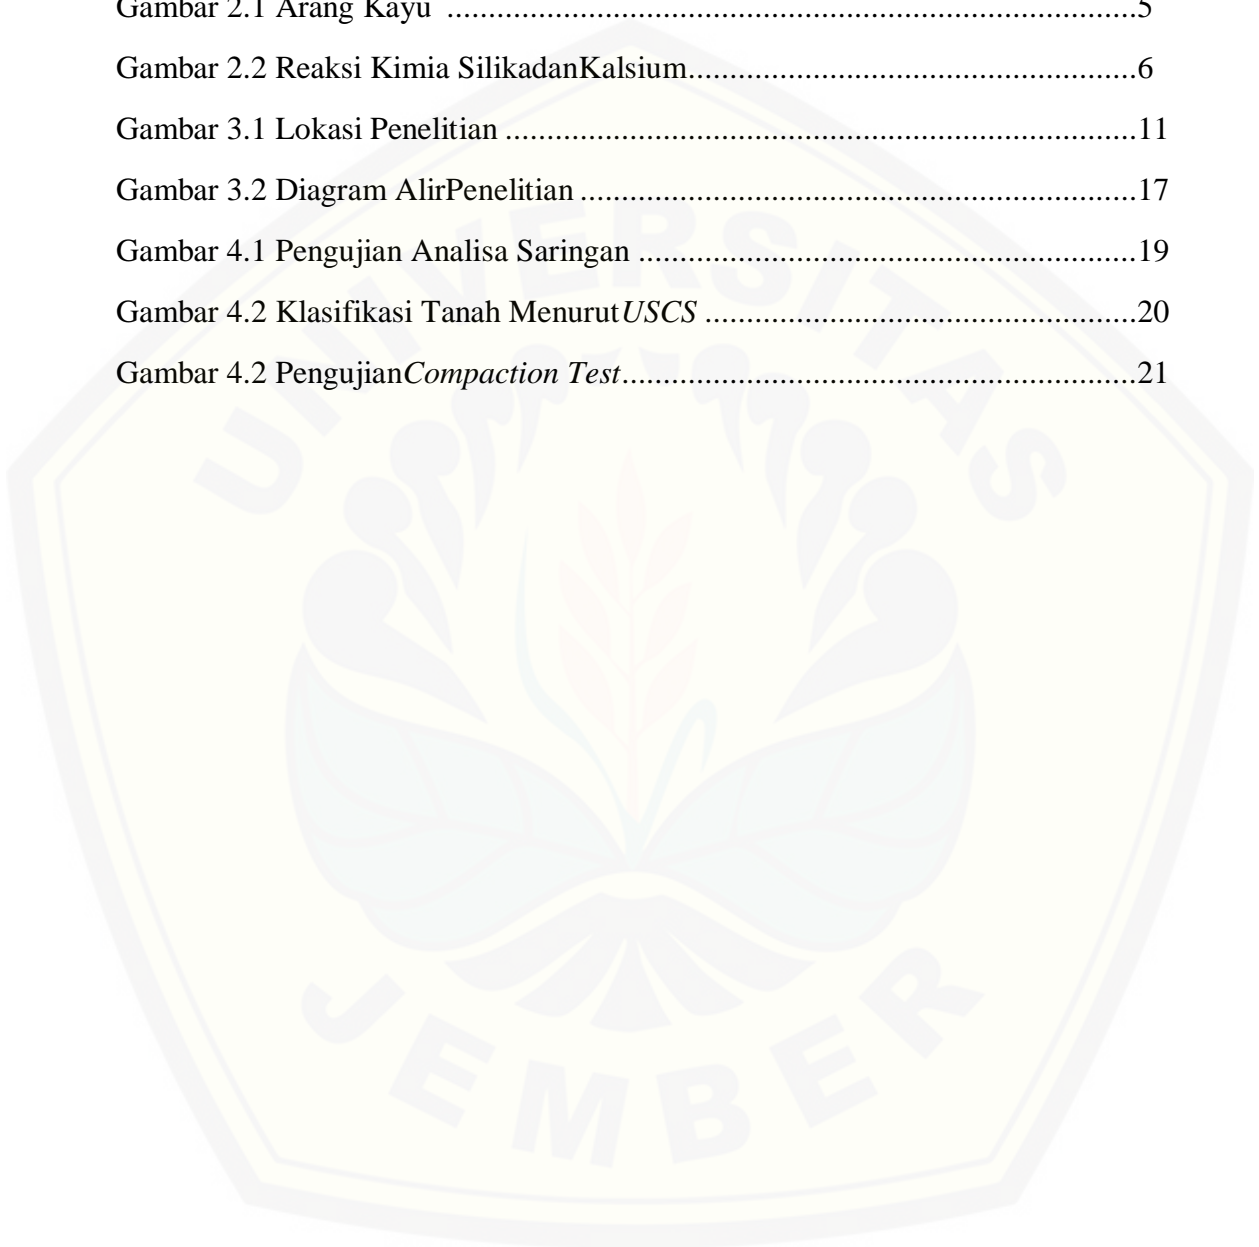 Gambar 2.1 Arang Kayu ....................................................................................5
Gambar 2.2 Reaksi Kimia SilikadanKalsium......................................................6
Gambar 3.1 Lokasi Penelitian .............................................................................11
Gambar 3.2 Diagram AlirPenelitian ...................................................................17
Gambar 4.1 Pengujian Analisa Saringan ............................................................19
Gambar 4.2 Klasifikasi Tanah MenurutUSCS ....................................................20
Gambar 4.2 PengujianCompaction Test..............................................................21
UNIVERSITAS
JEMBER